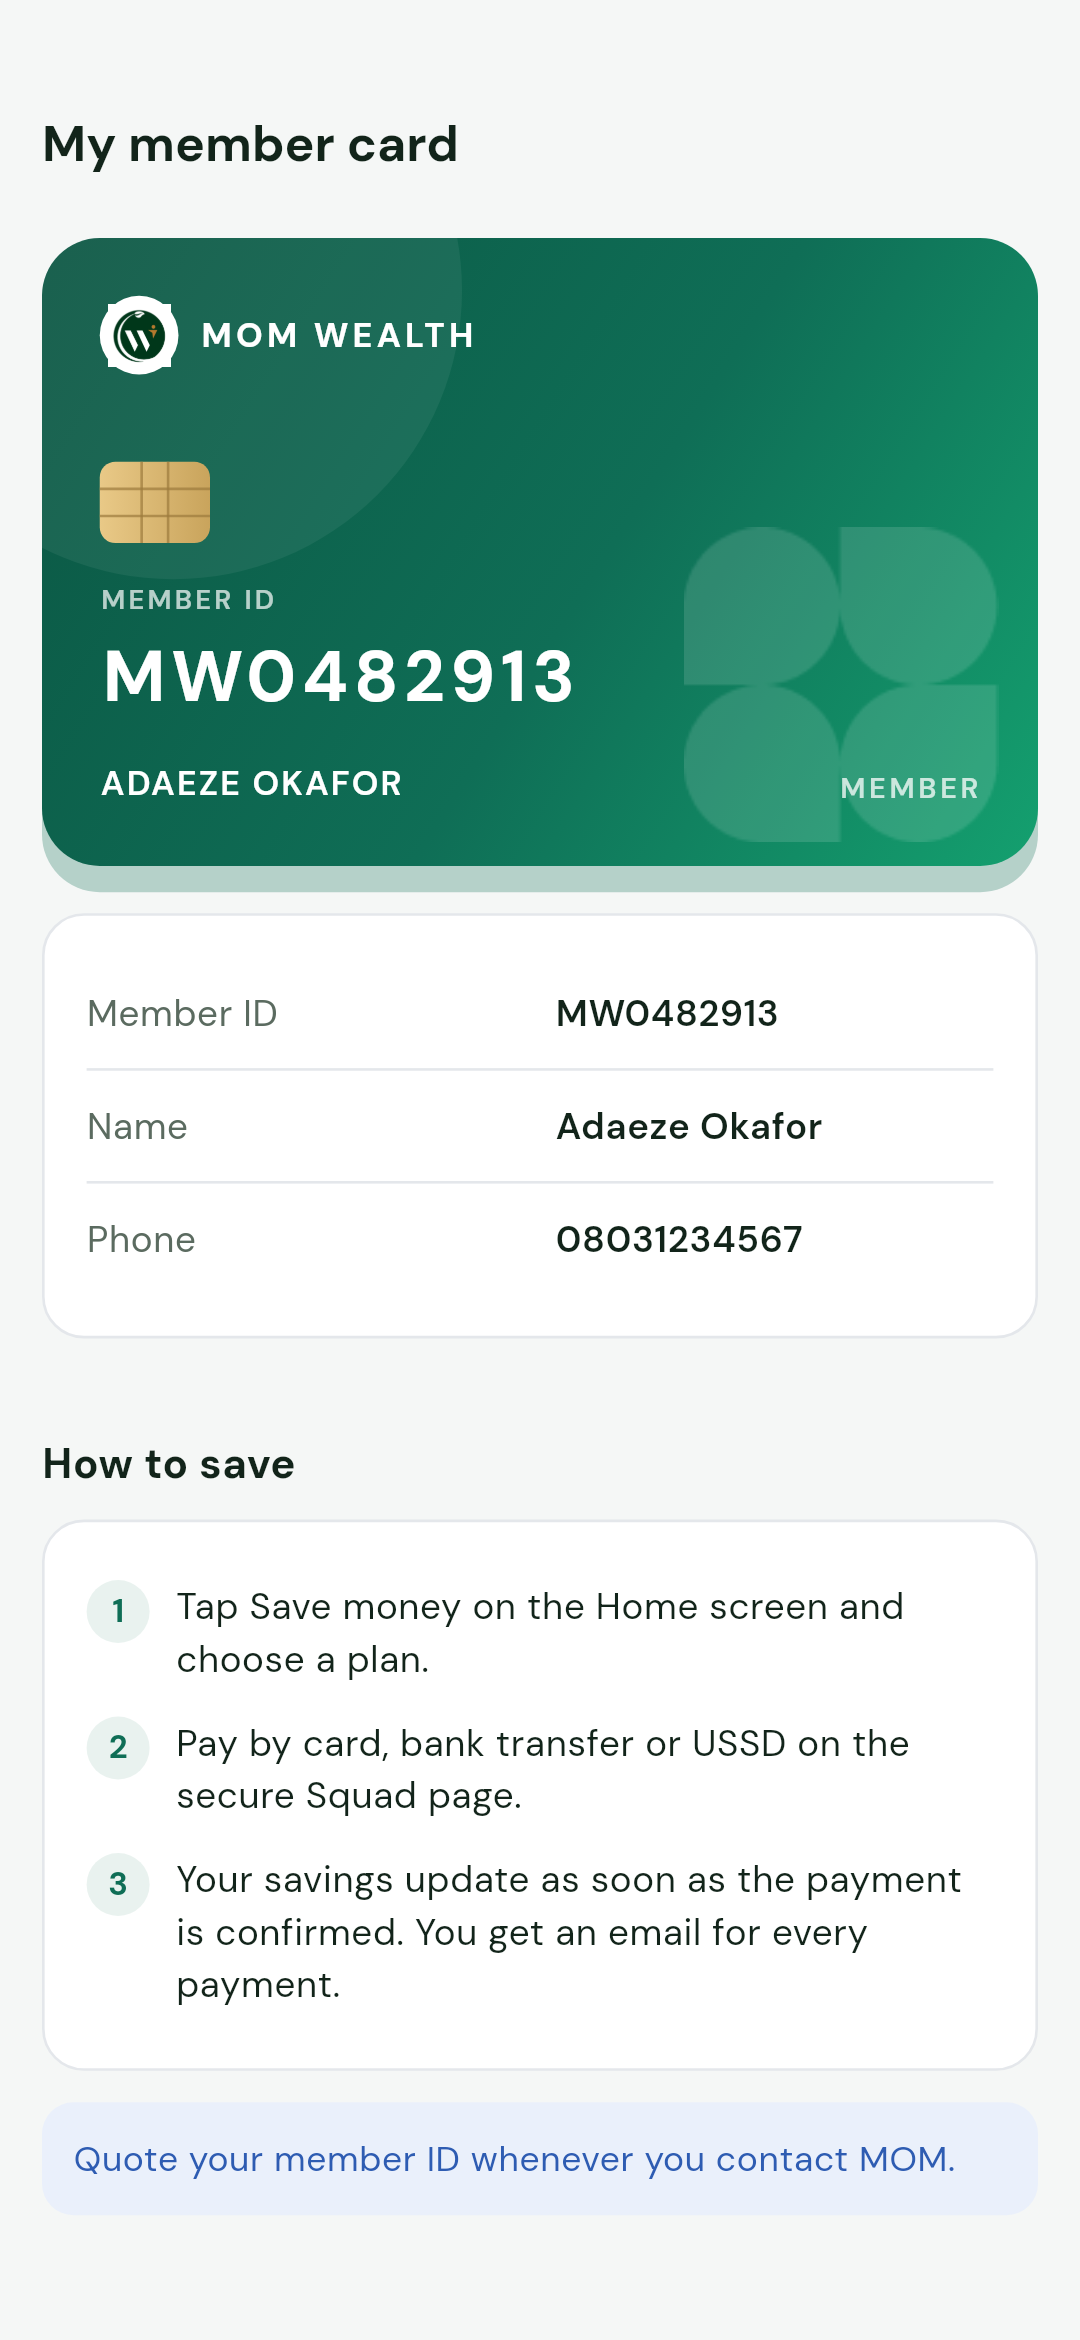 My member card
MOM WEALTH
MEMBER ID
MW0482913
ADAEZE OKAFOR
MEMBER
Member ID MW0482913
Name Adaeze Okafor
Phone 08031234567
How to save
1 Tap Save money on the Home screen and
choose a plan.
2 Pay by card, bank transfer or USSD on the
secure Squad page.
3 Your savings update as soon as the payment
is confirmed. You get an email for every
payment.
Quote your member ID whenever you contact MOM.